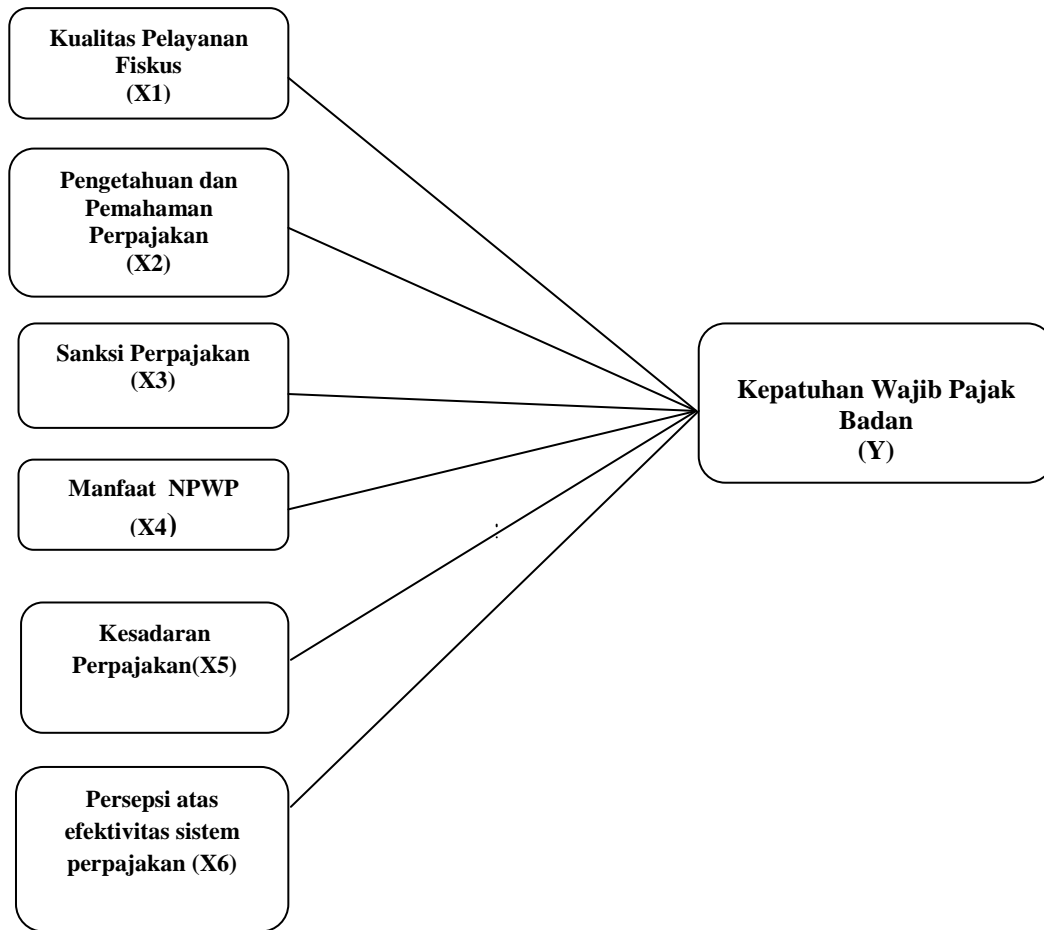 Kualitas Pelayanan
Fiskus
(X1)
Pengetahuan dan
Pemahaman
Perpajakan
(X2)
Sanksi Perpajakan
(X3)
Manfaat NPWP
(X4)
Kesadaran
Perpajakan(X5)
Persepsi atas
efektivitas sistem
perpajakan (X6)
Kepatuhan Wajib Pajak
Badan
(Y)